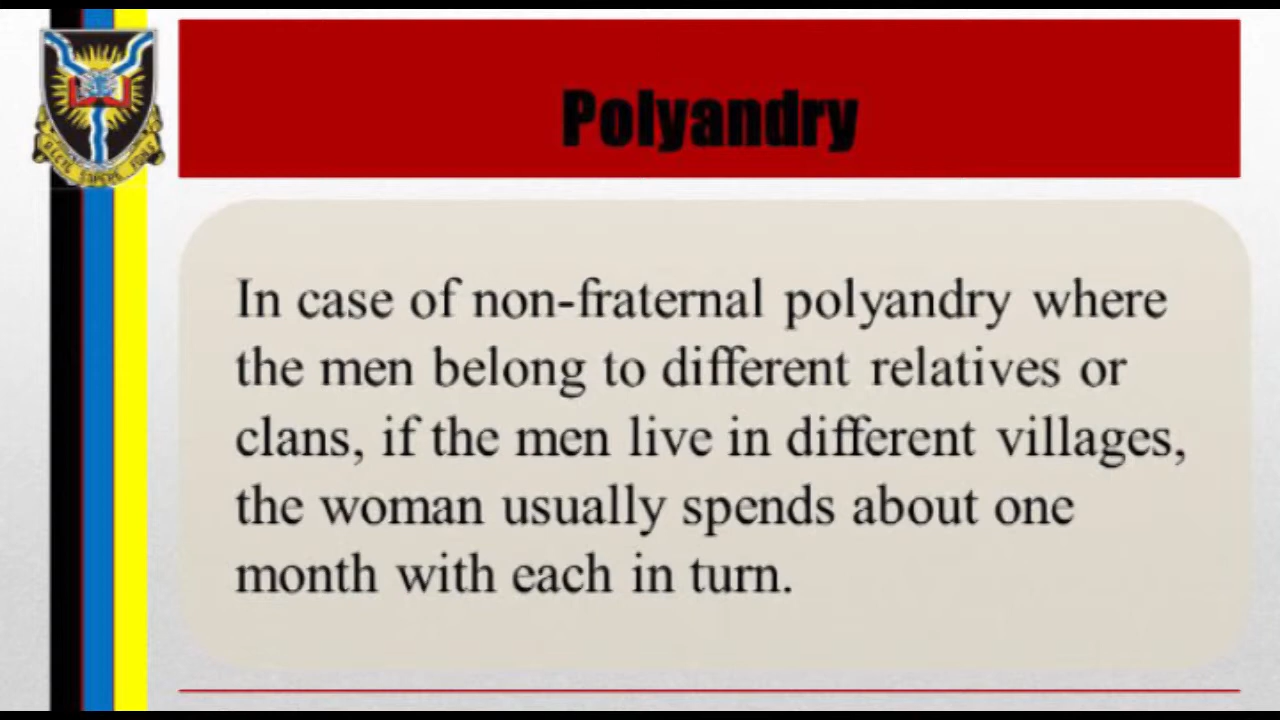 Polyandry
In case of non-fraternal polyandry where
the men belong to different relatives or
clans, if the men live in different villages,
the woman usually spends about one
month with each in turn.
SAPERE